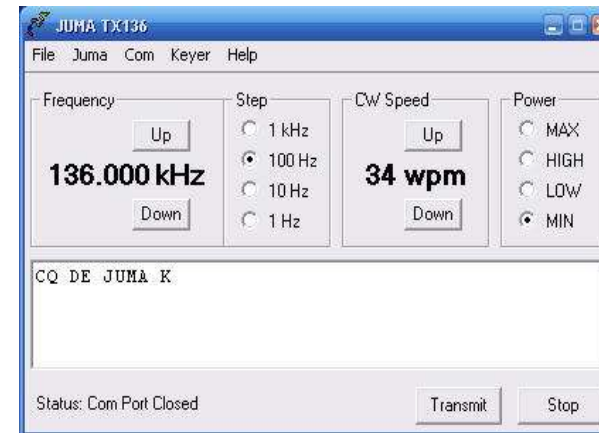 JUMA TX136
File Juma Com Keyer Help
Frequency Step CW Speed Power
Up 1 kHz Up MAX
136.000 kHz 100 Hz 34 wpm HIGH
10 Hz LOW
Down 1 Hz Down MIN
CQ DE JUMA K
Status: Com Port Closed Transmit Stop